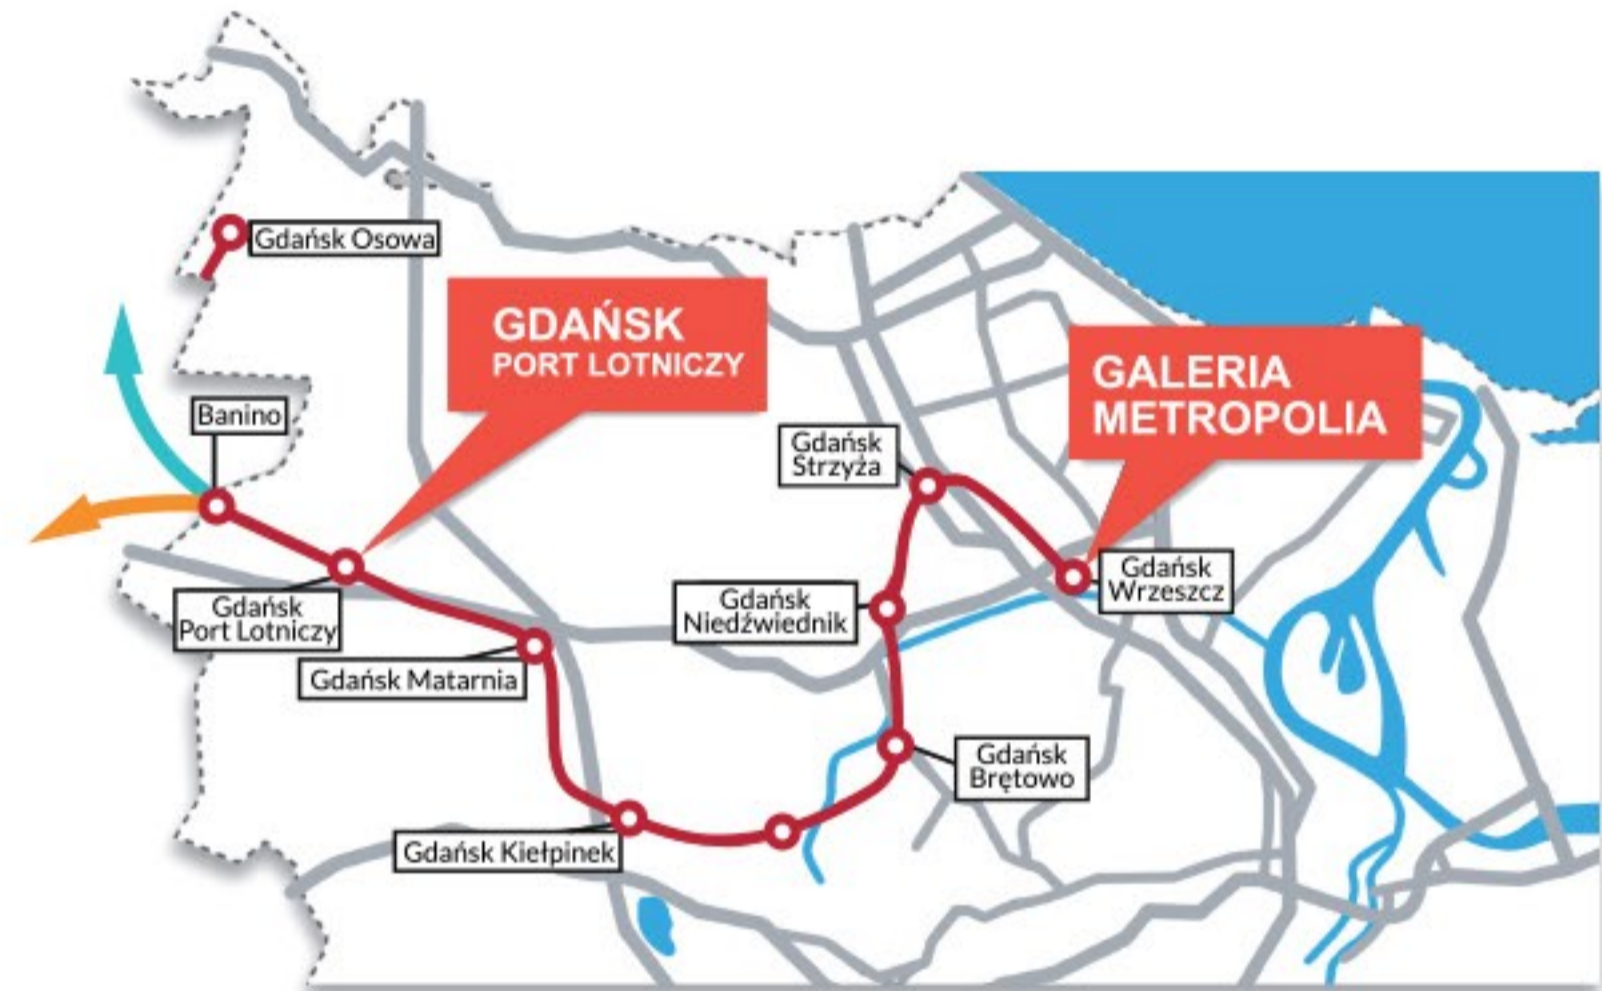 Gdańsk Osowa
GDAŃSK
PORT LOTNICZY
GALERIA
METROPOLIA
Banino
Gdańsk
Strzyża
Gdańsk
Wrzeszcz
Gdańsk
Port Lotniczy
Gdańsk
Niedźwiednik
Gdańsk Matarnia
Gdańsk
Brętowo
Gdańsk Kiełpinek